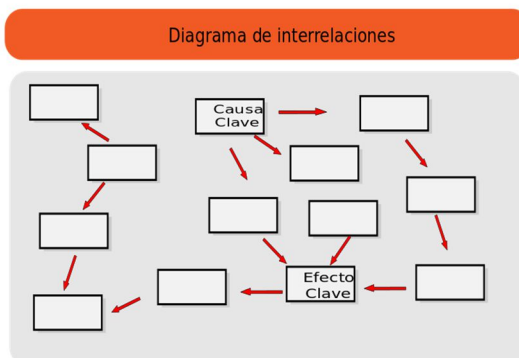 Diagrama de interrelaciones
Causa
Clave
Efecto
Clave